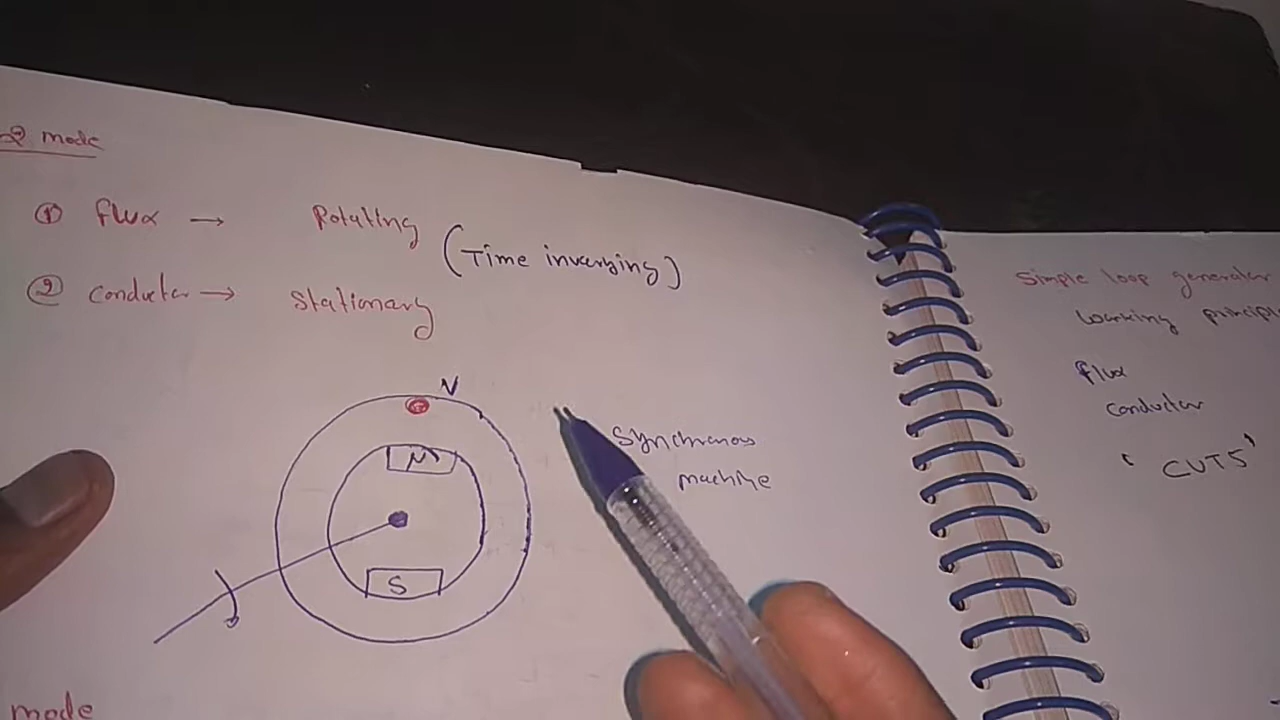 mode
① flux → Rotating
(Time invarying)
② conductor → Stationary
N
N
S
Synchronous
machine
mode
Simple loop generator
Working principle
flux
conductor
' CUTS '